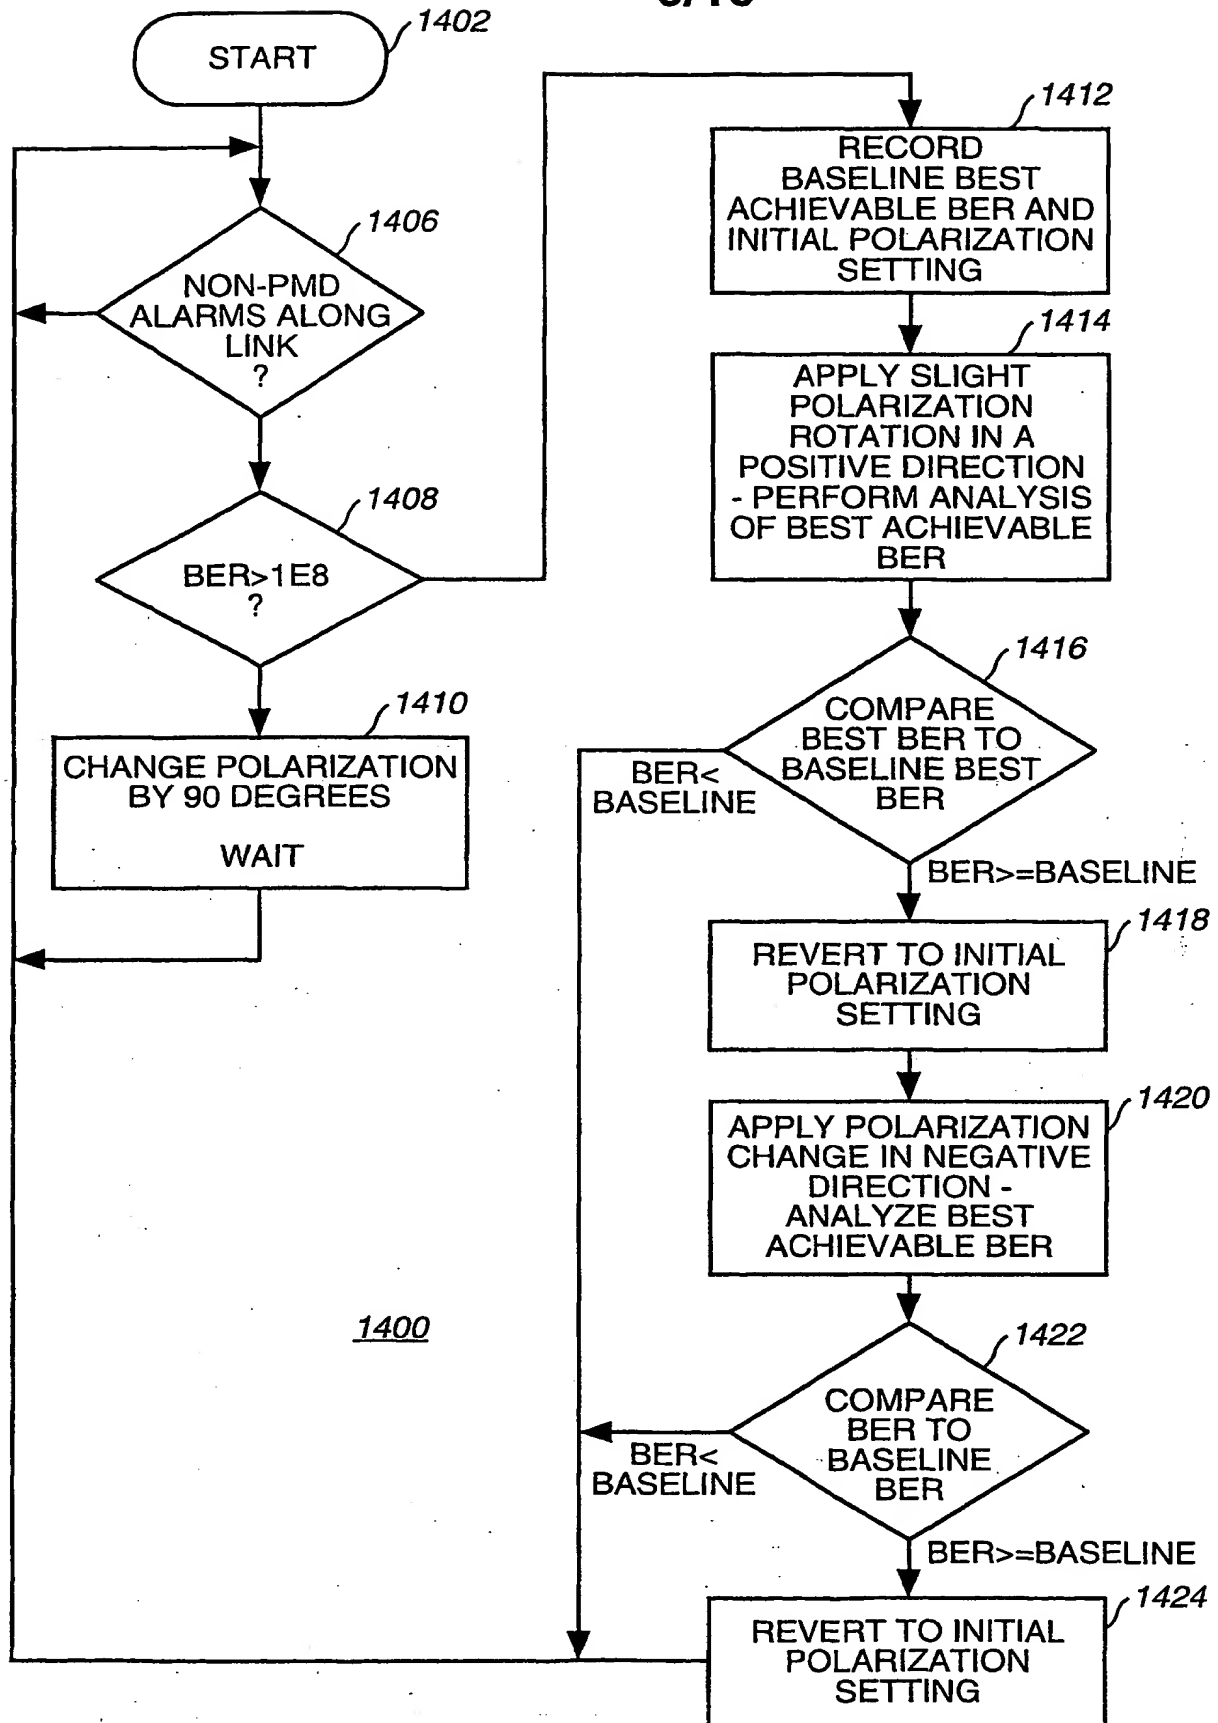 START
1402
NON-PMD
ALARMS ALONG
LINK
?
1406
BER>1E8
?
1408
CHANGE POLARIZATION
BY 90 DEGREES
WAIT
1410
RECORD
BASELINE BEST
ACHIEVABLE BER AND
INITIAL POLARIZATION
SETTING
1412
APPLY SLIGHT
POLARIZATION
ROTATION IN A
POSITIVE DIRECTION
- PERFORM ANALYSIS
OF BEST ACHIEVABLE
BER
1414
COMPARE
BEST BER TO
BASELINE BEST
BER
1416
BER<
BASELINE
BER>=BASELINE
REVERT TO INITIAL
POLARIZATION
SETTING
1418
APPLY POLARIZATION
CHANGE IN NEGATIVE
DIRECTION -
ANALYZE BEST
ACHIEVABLE BER
1420
COMPARE
BER TO
BASELINE
BER
1422
BER<
BASELINE
BER>=BASELINE
REVERT TO INITIAL
POLARIZATION
SETTING
1424
1400